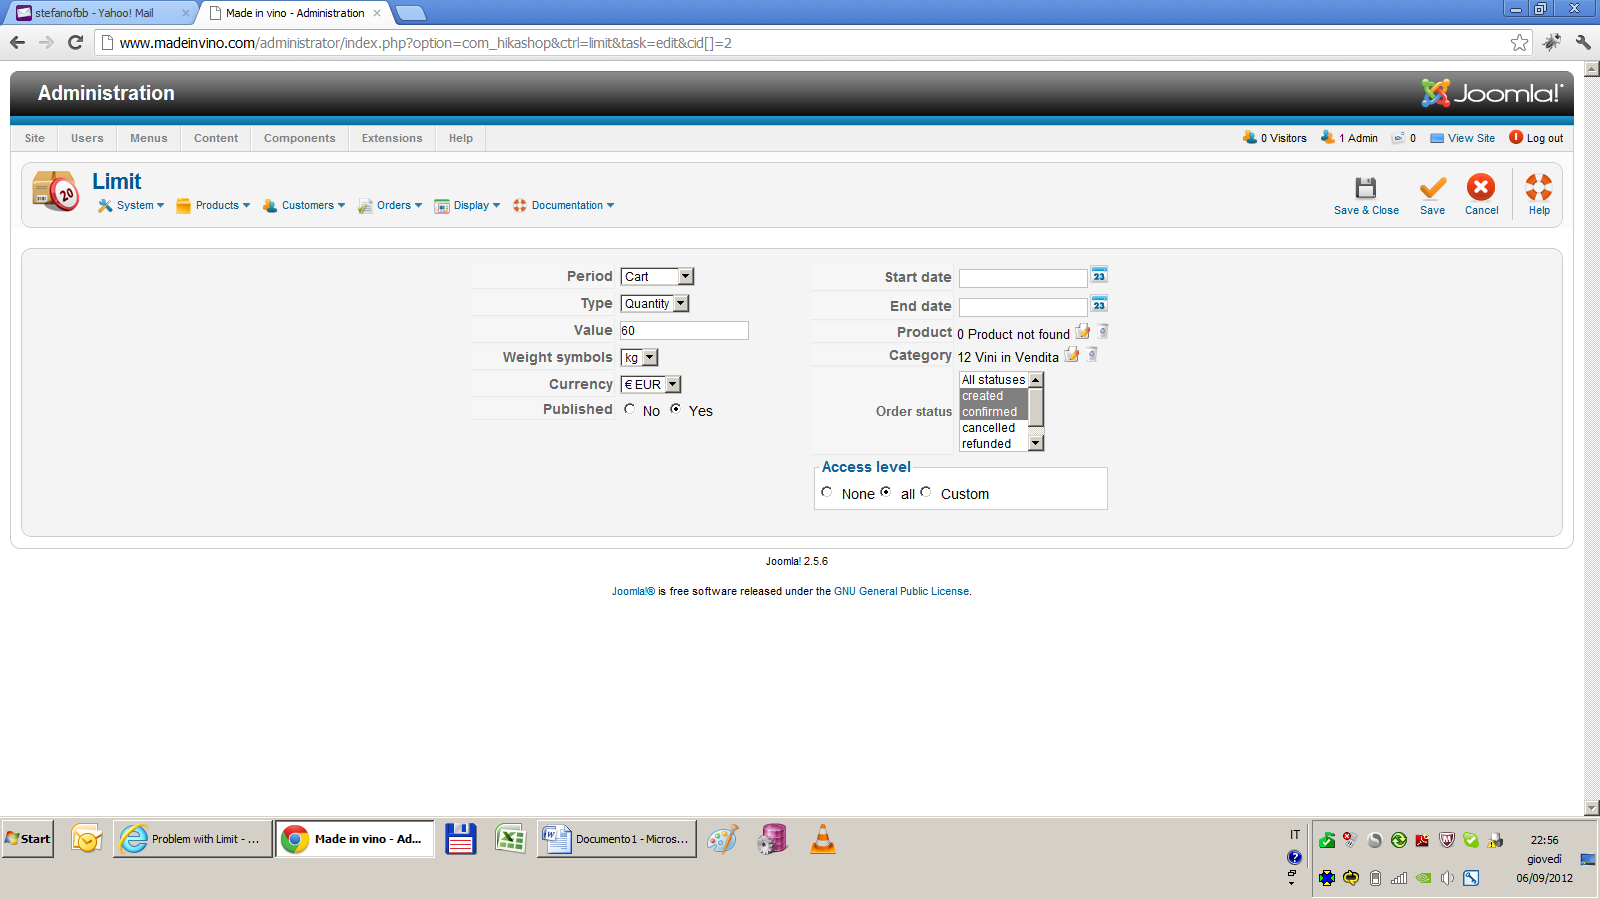 stefanofbb - Yahoo! Mail
Made in vino - Administration
www.madeinvino.com/administrator/index.php?option=com_hikashop&ctrl=limit&task=edit&cid[]=2
Administration
Joomla!
Site Users Menus Content Components Extensions Help
0 Visitors 1 Admin 0 View Site Log out
20
Limit
System Products Customers Orders Display Documentation
Save & Close Save Cancel Help
Period Cart
Type Quantity
Value 60
Weight symbols kg
Currency € EUR
Published No Yes
Start date 23
End date 23
Product 0 Product not found
Category 12 Vini in Vendita
Order status
All statuses
created
confirmed
cancelled
refunded
Access level
None all Custom
Joomla! 2.5.6
Joomla!® is free software released under the GNU General Public License.
Start
Problem with Limit - ...
Made in vino - Ad...
Documento1 - Micros...
IT
22:56
giovedì
06/09/2012